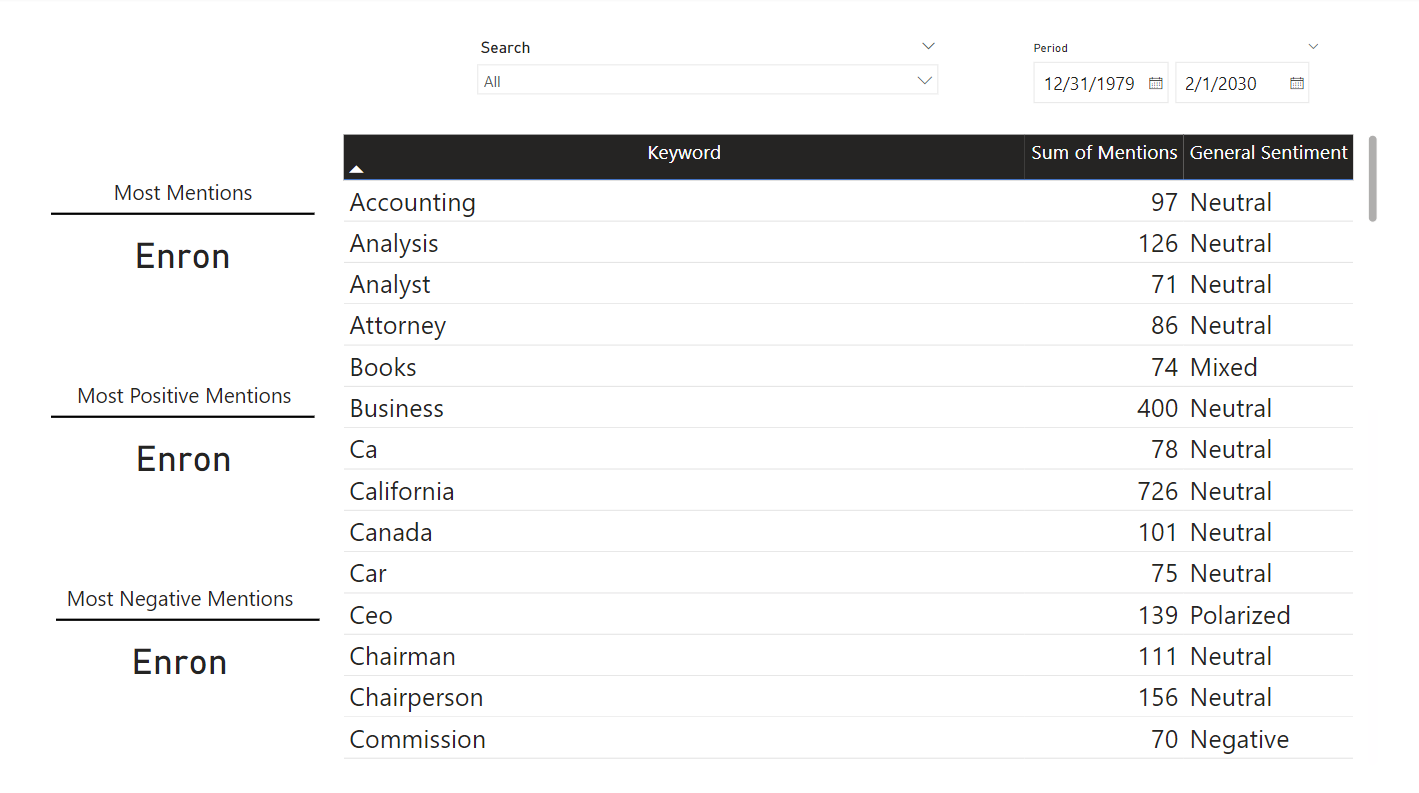 Search
All
Period
12/31/1979 2/1/2030
Most Mentions
Enron
Most Positive Mentions
Enron
Most Negative Mentions
Enron
Keyword Sum of Mentions General Sentiment
Accounting 97 Neutral
Analysis 126 Neutral
Analyst 71 Neutral
Attorney 86 Neutral
Books 74 Mixed
Business 400 Neutral
Ca 78 Neutral
California 726 Neutral
Canada 101 Neutral
Car 75 Neutral
Ceo 139 Polarized
Chairman 111 Neutral
Chairperson 156 Neutral
Commission 70 Negative